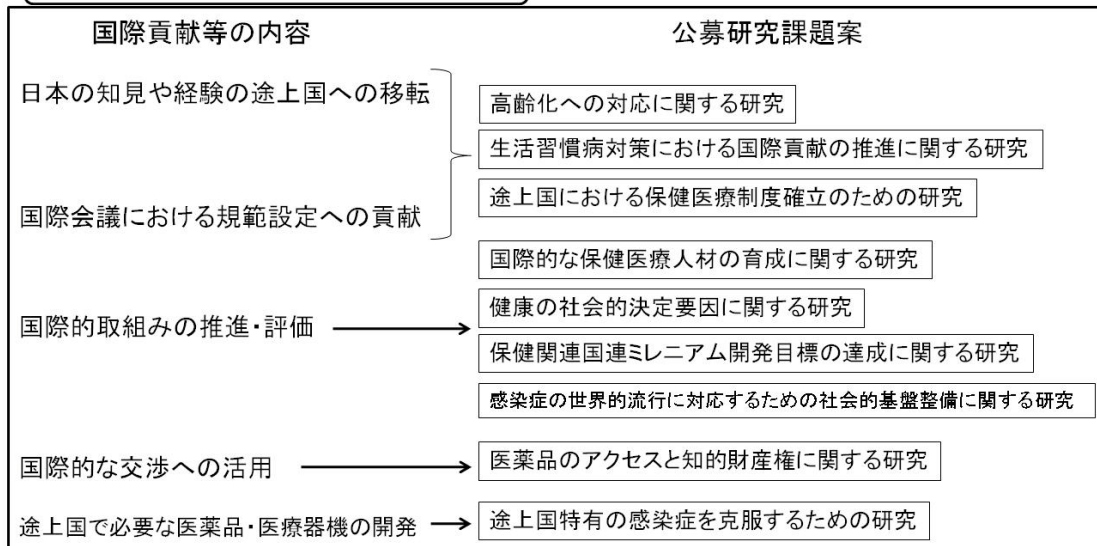 国際貢献等の内容
公募研究課題案
日本の知見や経験の途上国への移転
国際会議における規範設定への貢献
高齢化への対応に関する研究
生活習慣病対策における国際貢献の推進に関する研究
途上国における保健医療制度確立のための研究
国際的な保健医療人材の育成に関する研究
国際的取組みの推進・評価
健康の社会的決定要因に関する研究
保健関連国連ミレニアム開発目標の達成に関する研究
感染症の世界的流行に対応するための社会的基盤整備に関する研究
国際的な交渉への活用
医薬品のアクセスと知的財産権に関する研究
途上国で必要な医薬品・医療器機の開発
途上国特有の感染症を克服するための研究